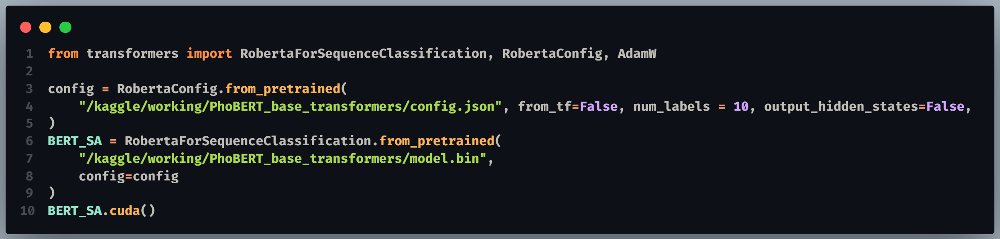 1 from transformers import RobertaForSequenceClassification, RobertaConfig, AdamW
2
3 config = RobertaConfig.from_pretrained(
4     "/kaggle/working/PhoBERT_base_transformers/config.json", from_tf=False, num_labels = 10, output_hidden_states=False,
5 )
6 BERT_SA = RobertaForSequenceClassification.from_pretrained(
7     "/kaggle/working/PhoBERT_base_transformers/model.bin",
8     config=config
9 )
10 BERT_SA.cuda()